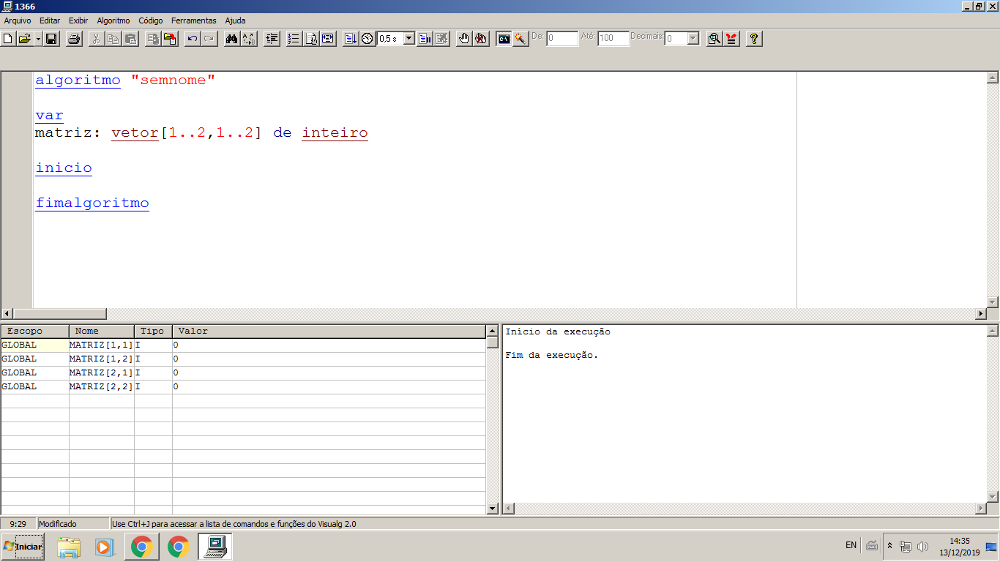 1366
Arquivo Editar Exibir Algoritmo Código Ferramentas Ajuda
0,5 s De: 0 Até: 100 Decimais: 0
algoritmo "semnome"
var
matriz: vetor[1..2,1..2] de inteiro
inicio
fimalgoritmo
Escopo Nome Tipo Valor
GLOBAL MATRIZ[1,1] I 0
GLOBAL MATRIZ[1,2] I 0
GLOBAL MATRIZ[2,1] I 0
GLOBAL MATRIZ[2,2] I 0
Início da execução
Fim da execução.
9:29 Modificado Use Ctrl+J para acessar a lista de comandos e funções do Visualg 2.0
Iniciar EN 14:35
13/12/2019